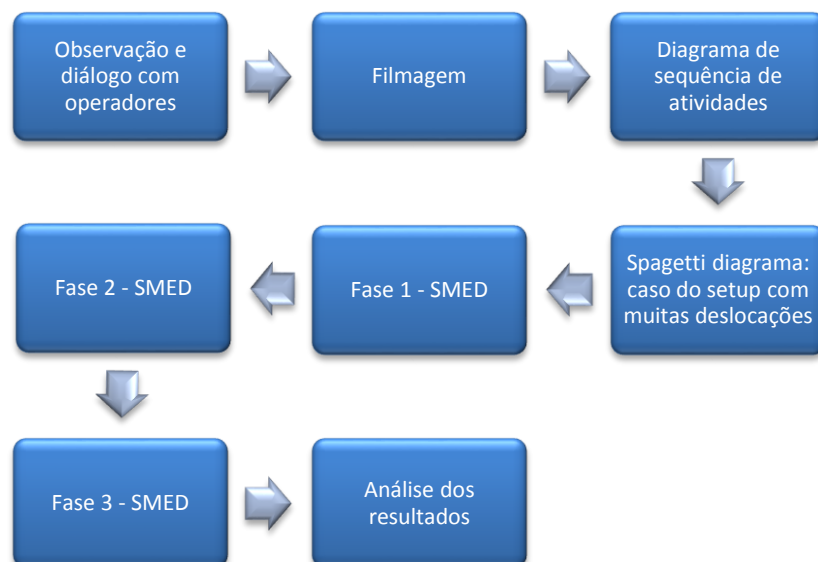 Observação e
diálogo com
operadores
Filmagem
Diagrama de
sequência de
atividades
Spagetti diagrama:
caso do setup com
muitas deslocações
Fase 1 - SMED
Fase 2 - SMED
Fase 3 - SMED
Análise dos
resultados